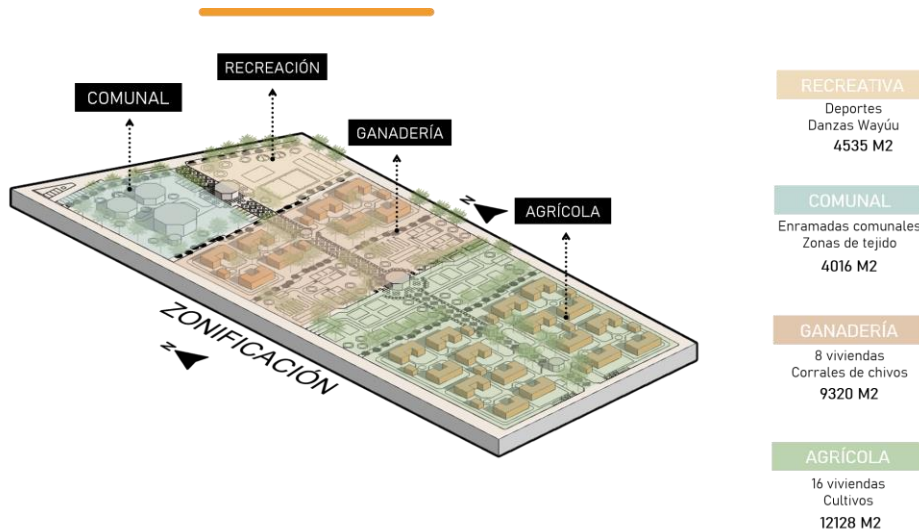 RECREACIÓN
COMUNAL
GANADERÍA
N
AGRÍCOLA
ZONIFICACIÓN
N
RECREATIVA
Deportes
Danzas Wayúu
4535 M2
COMUNAL
Enramadas comunales
Zonas de tejido
4016 M2
GANADERÍA
8 viviendas
Corrales de chivos
9320 M2
AGRÍCOLA
16 viviendas
Cultivos
12128 M2